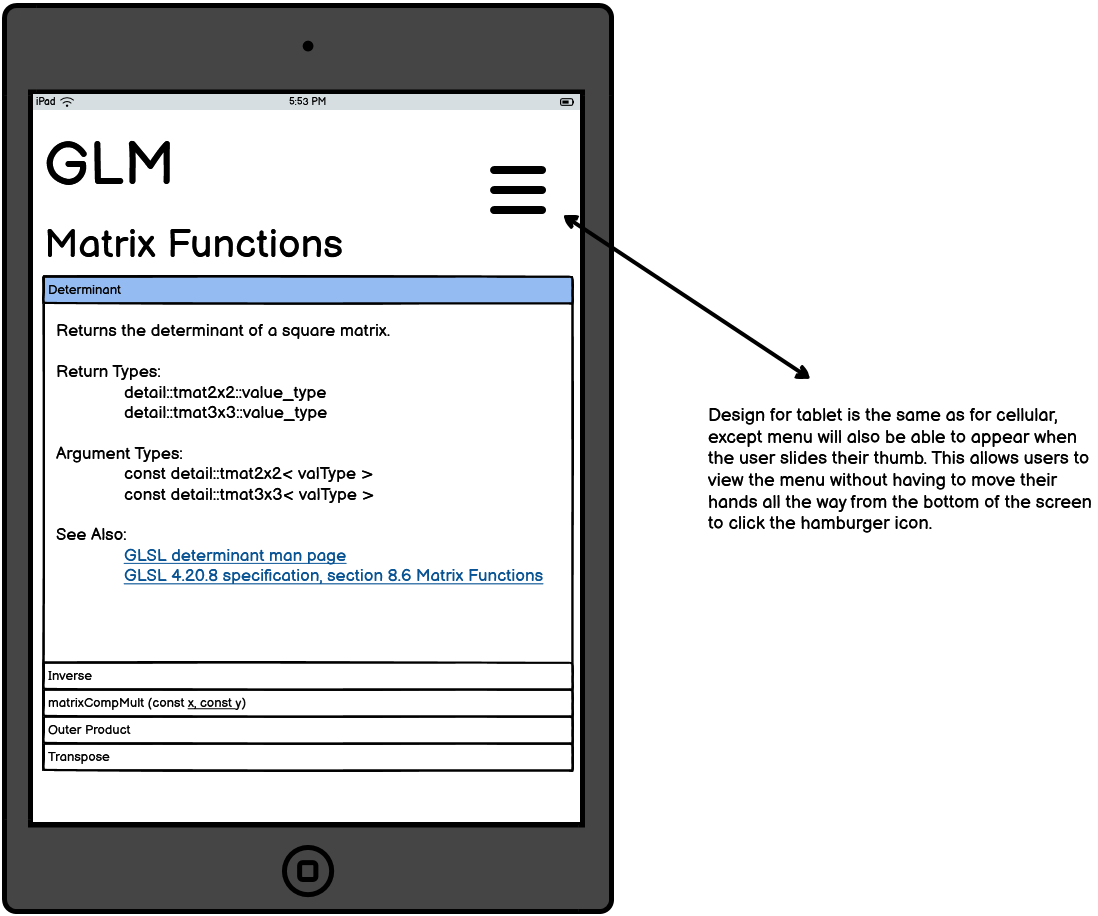 iPad
5:53 PM
GLM
Matrix Functions
Determinant
Returns the determinant of a square matrix.
Return Types:
detail::tmat2x2::value_type
detail::tmat3x3::value_type
Argument Types:
const detail::tmat2x2< valType >
const detail::tmat3x3< valType >
See Also:
GLSL determinant man page
GLSL 4.20.8 specification, section 8.6 Matrix Functions
Inverse
matrixCompMult (const x, const y)
Outer Product
Transpose
Design for tablet is the same as for cellular,
except menu will also be able to appear when
the user slides their thumb. This allows users to
view the menu without having to move their
hands all the way from the bottom of the screen
to click the hamburger icon.